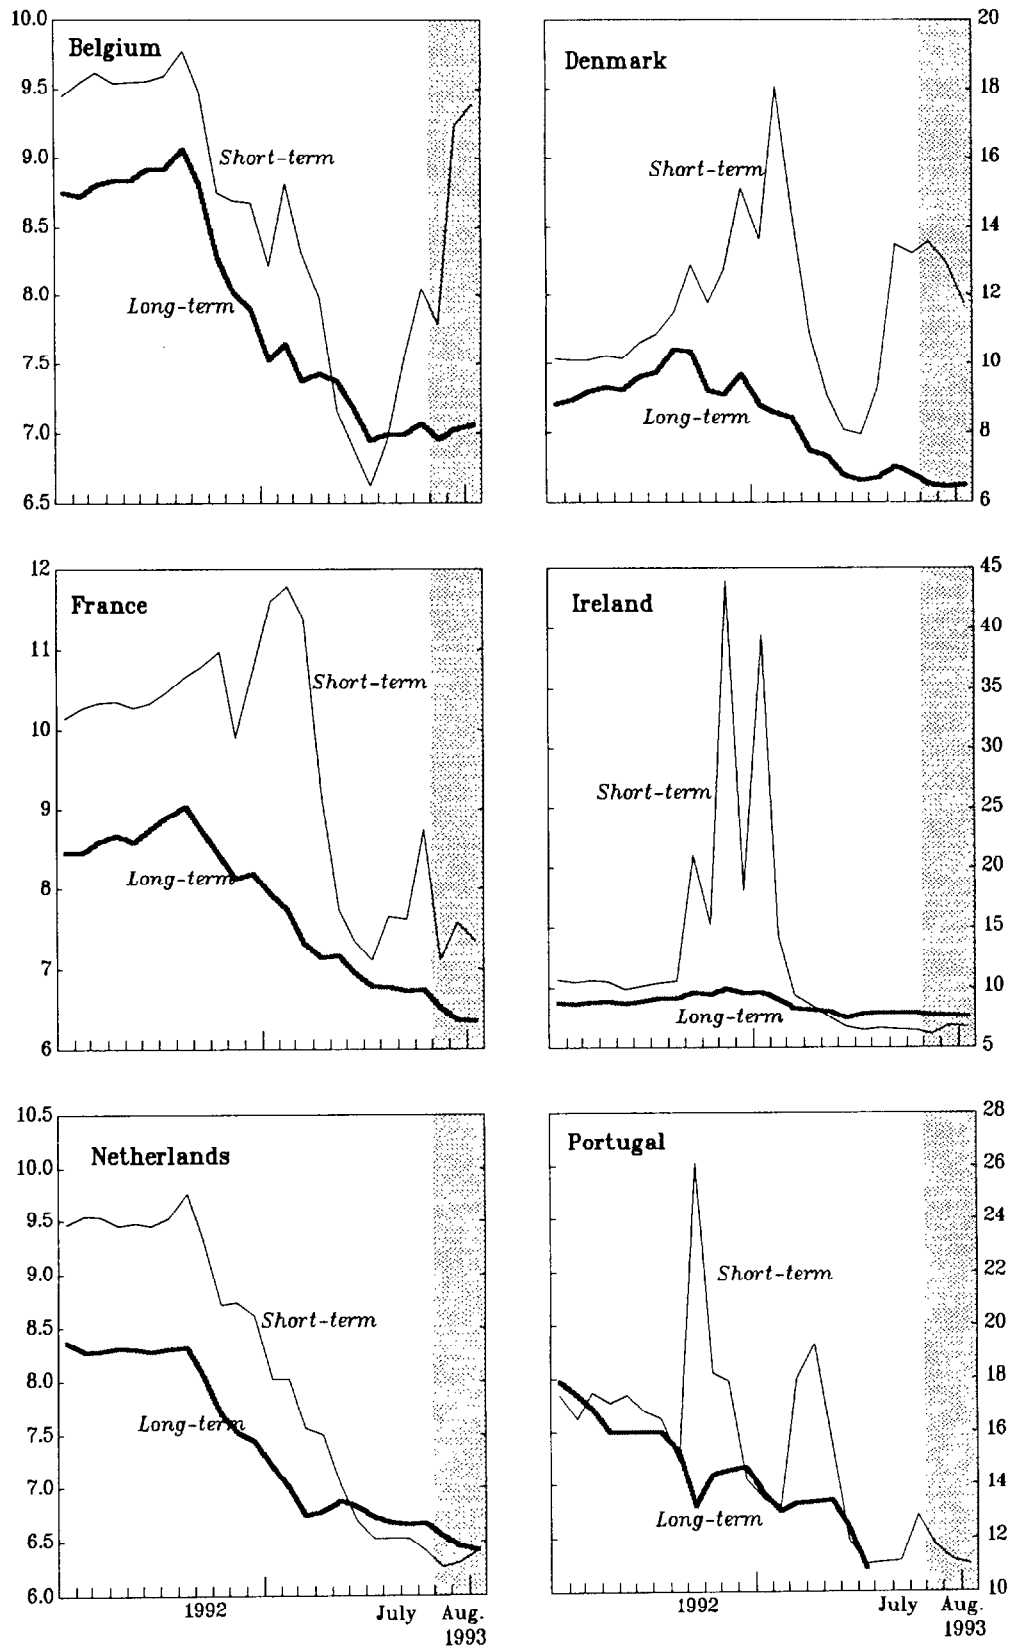 10.0
Belgium
9.5
9.0
Short-term
8.5
8.0
Long-term
7.5
7.0
6.5
20
Denmark
18
16
Short-term
14
12
10
Long-term
8
6
12
France
11
Short-term
10
9
Long-term
8
7
6
45
Ireland
40
35
30
Short-term
25
20
15
10
Long-term
5
10.5
Netherlands
10.0
9.5
9.0
Short-term
8.5
8.0
Long-term
7.5
7.0
6.5
6.0
1992 July Aug.
1993
28
Portugal
26
24
Short-term
22
20
18
16
14
Long-term
12
10
1992 July Aug.
1993